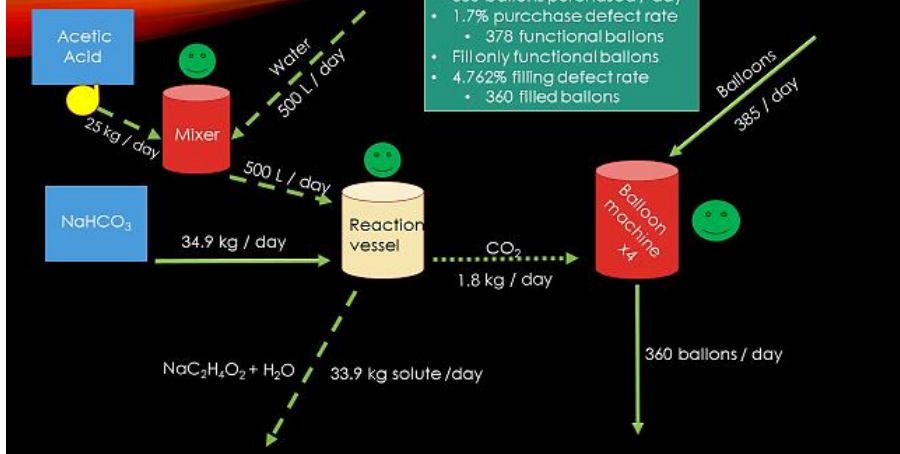 • 1.7% purcchase defect rate
• 378 functional ballons
• Fill only functional ballons
• 4.762% filling defect rate
• 360 filled ballons
Acetic
Acid
Water
500 L / day
Balloons
385 / day
25 kg / day
Mixer
500 L / day
NaHCO₃
34.9 kg / day
Reaction
vessel
CO₂
1.8 kg / day
Balloon
machine
x4
NaC₂H₄O₂ + H₂O
33.9 kg solute /day
360 ballons / day